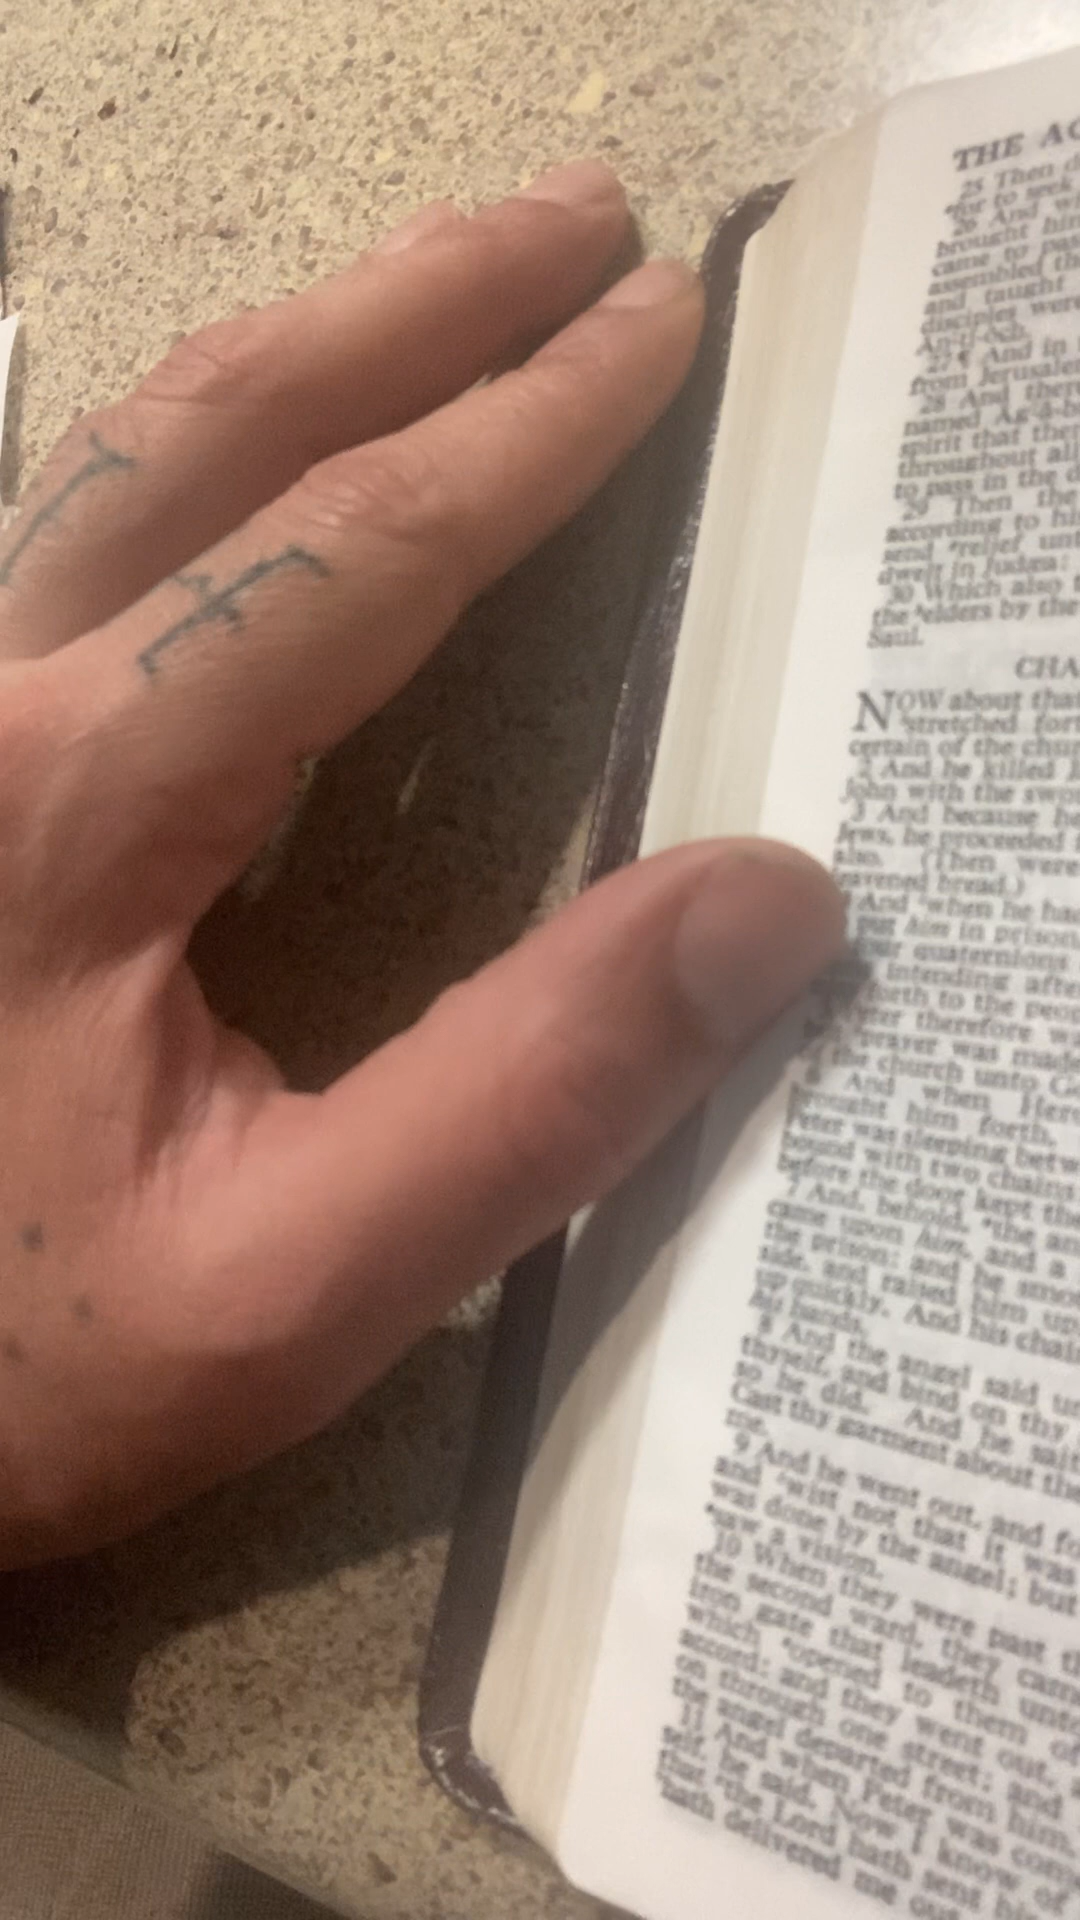 THE AC
25 Then d
for to seek
26 And w
brought him
came to pas
assembled th
and taught
disciples were
An-ti-och.
27 ¶ And in
from Jerusalem
28 And there
named Ag-a-b
spirit that ther
throughout all
to pass in the d
29 Then the
according to hi
send relief unt
dwelt in Judæa:
30 Which also t
the elders by the
Saul.
CHA
NOW about that
stretched fort
certain of the chur
2 And he killed J
John with the swo
3 And because he
Jews, he proceeded
also. (Then were
leavened bread.)
And when he had
put him in prison,
our quaternions
intending after
forth to the peop
eter therefore wa
prayer was made
the church unto Go
6 And when Here
brought him forth,
Peter was sleeping betw
bound with two chains
before the door kept the
7 And, behold, the an
came upon him, and a
the prison: and he smot
side, and raised him up,
up quickly. And his chai
his hands.
8 And the angel said un
thyself, and bind on thy
so he did. And he sait
Cast thy garment about the
me.
9 And he went out, and fo
and wist not that it was
was done by the angel; but
saw a vision.
10 When they were past t
the second ward, they cam
iron gate that leadeth unto
which opened to them of
accord: and they went out,
on through one street; and
the angel departed from him.
11 And when Peter was com
self, he said, Now I know of
that the Lord hath sent his
hath delivered me out